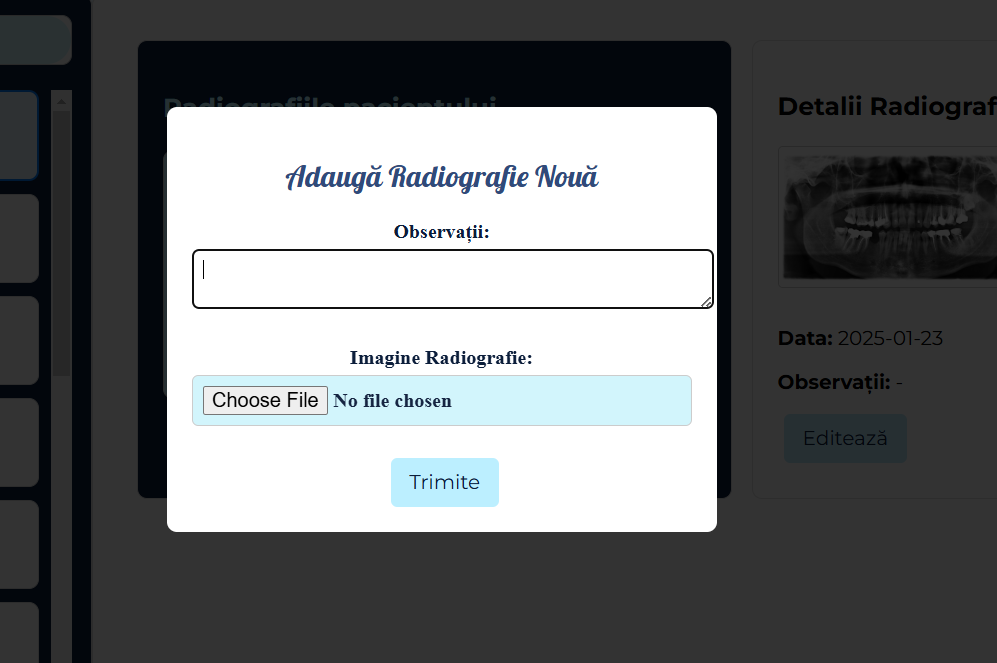 Radiografiile pacientului
Adaugă Radiografie Nouă
Observații:
Imagine Radiografie:
Choose File No file chosen
Trimite
Detalii
Data: 2025-01-23
Observații: -
Editează